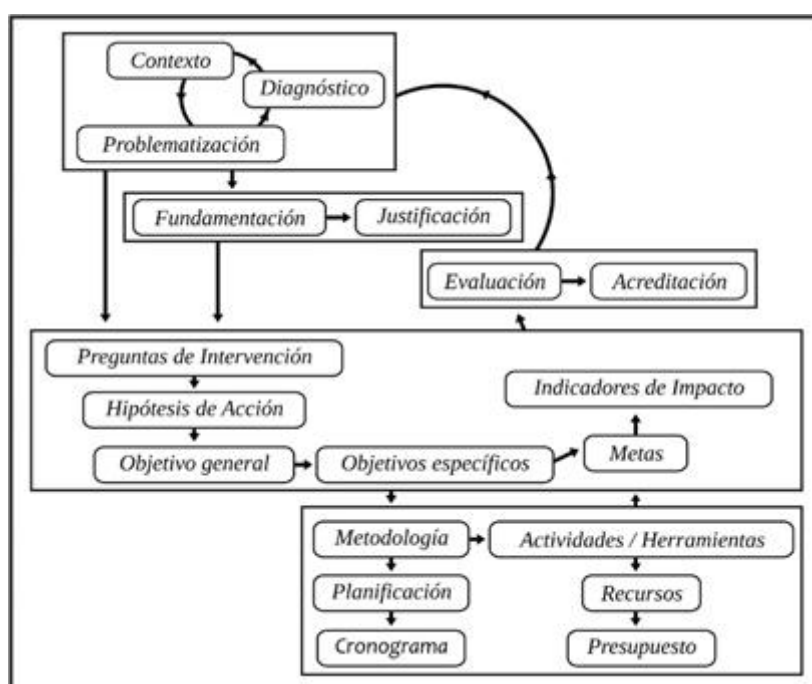 Contexto
Diagnóstico
Problematización
Fundamentación
Justificación
Evaluación
Acreditación
Preguntas de Intervención
Indicadores de Impacto
Hipótesis de Acción
Objetivo general
Objetivos específicos
Metas
Metodología
Actividades / Herramientas
Planificación
Recursos
Cronograma
Presupuesto